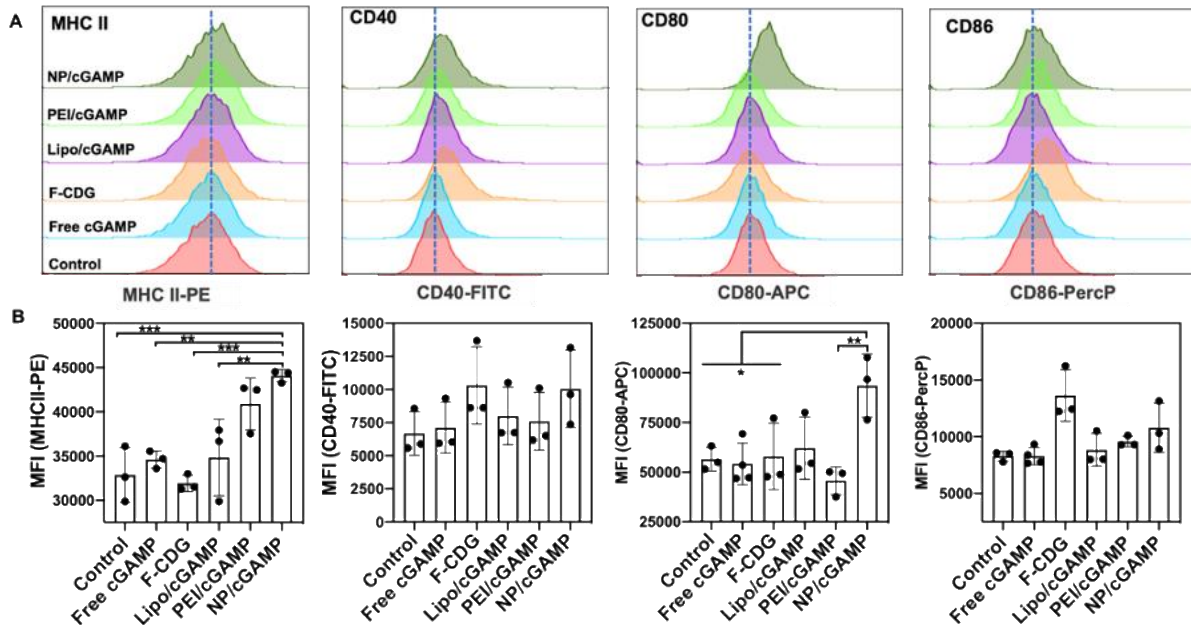 A
MHC II
CD40
CD80
CD86
NP/cGAMP
PEI/cGAMP
Lipo/cGAMP
F-CDG
Free cGAMP
Control
MHC II-PE
CD40-FITC
CD80-APC
CD86-PercP
B
MFI (MHCII-PE)
50000
45000
40000
35000
30000
***
**
***
**
Control
Free cGAMP
F-CDG
Lipo/cGAMP
PEI/cGAMP
NP/cGAMP
MFI (CD40-FITC)
15000
12500
10000
7500
5000
2500
0
Control
Free cGAMP
F-CDG
Lipo/cGAMP
PEI/cGAMP
NP/cGAMP
MFI (CD80-APC)
125000
100000
75000
50000
25000
*
**
Control
Free cGAMP
F-CDG
Lipo/cGAMP
PEI/cGAMP
NP/cGAMP
MFI (CD86-PercP)
20000
15000
10000
5000
Control
Free cGAMP
F-CDG
Lipo/cGAMP
PEI/cGAMP
NP/cGAMP